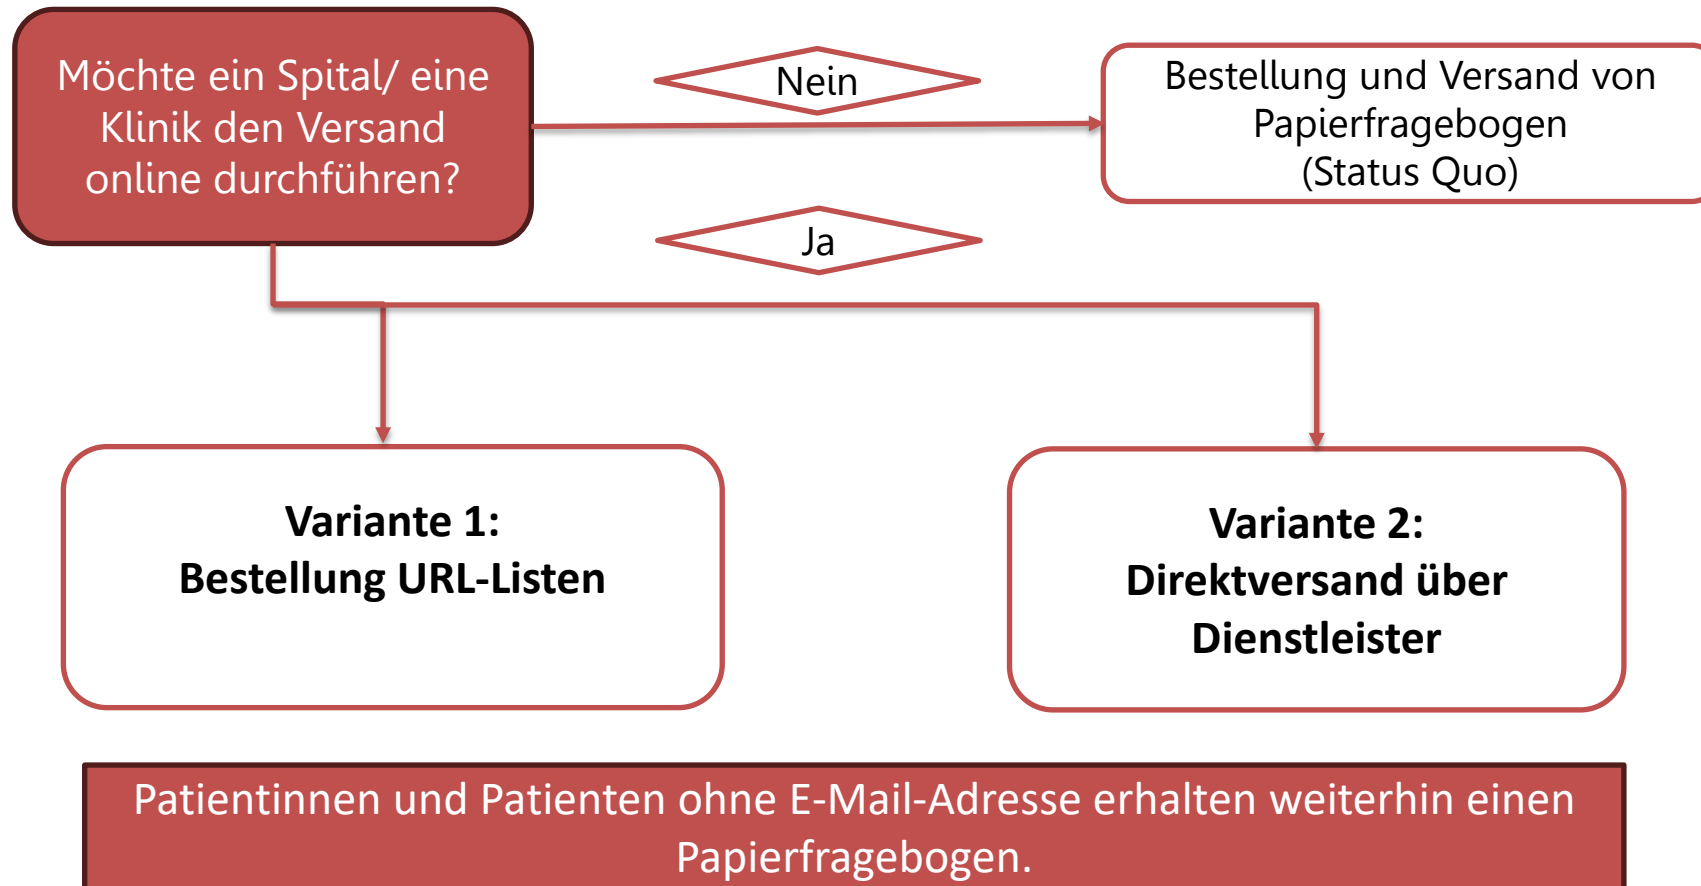 Möchte ein Spital/ eine
Klinik den Versand
online durchführen?
Nein
Bestellung und Versand von
Papierfragebogen
(Status Quo)
Ja
Variante 1:
Bestellung URL-Listen
Variante 2:
Direktversand über
Dienstleister
Patientinnen und Patienten ohne E-Mail-Adresse erhalten weiterhin einen
Papierfragebogen.